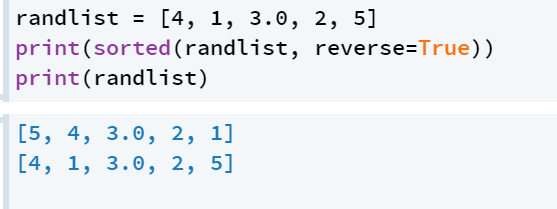 randlist = [4, 1, 3.0, 2, 5]
print(sorted(randlist, reverse=True))
print(randlist)
[5, 4, 3.0, 2, 1]
[4, 1, 3.0, 2, 5]